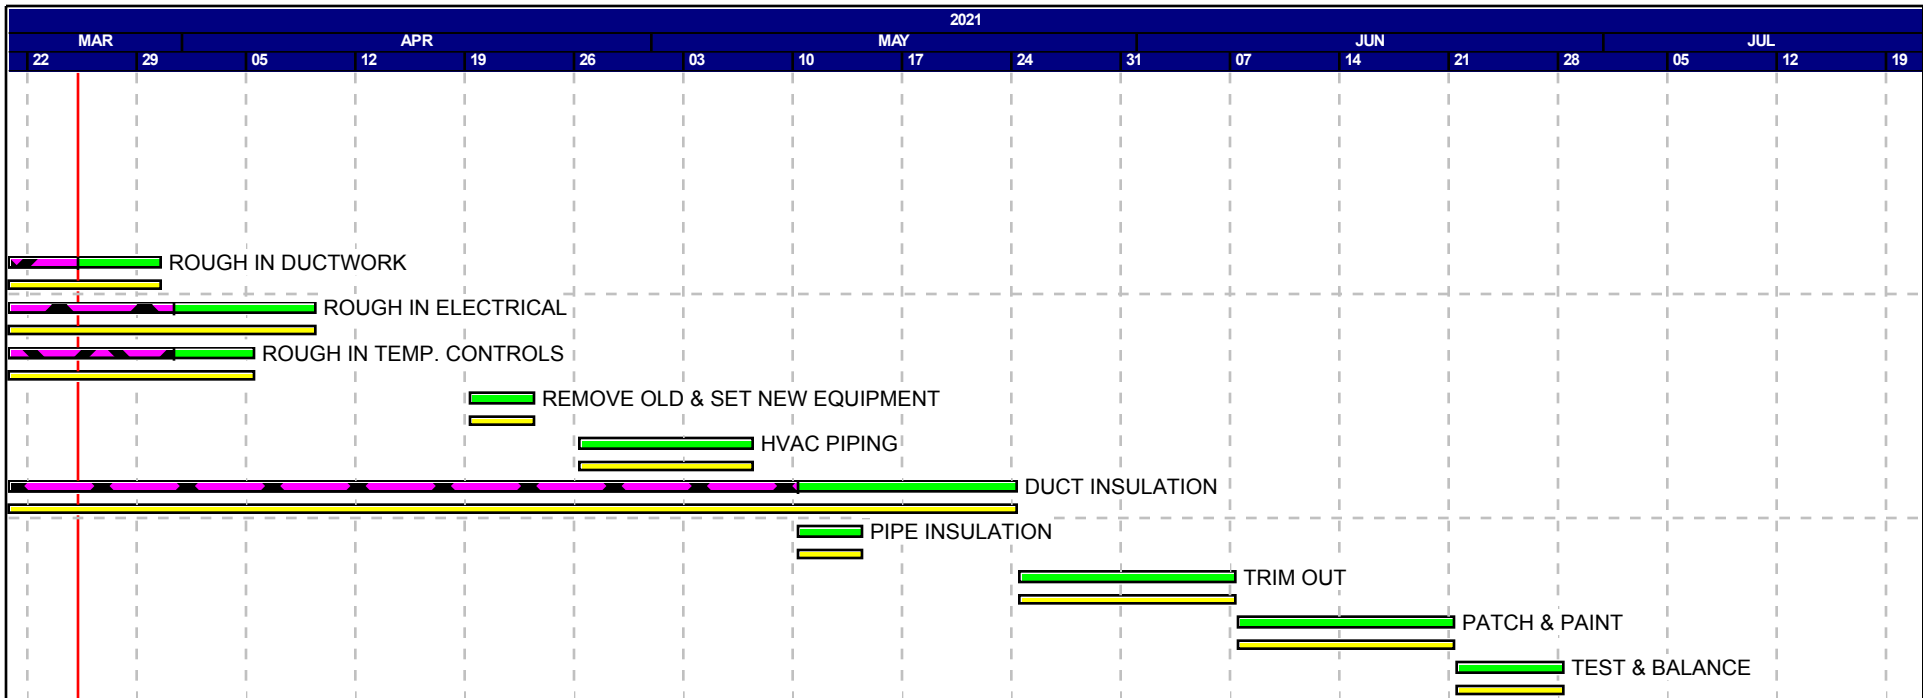 2021
MAR APR MAY JUN JUL
22 29 05 12 19 26 03 10 17 24 31 07 14 21 28 05 12 19
ROUGH IN DUCTWORK
ROUGH IN ELECTRICAL
ROUGH IN TEMP. CONTROLS
REMOVE OLD & SET NEW EQUIPMENT
HVAC PIPING
DUCT INSULATION
PIPE INSULATION
TRIM OUT
PATCH & PAINT
TEST & BALANCE